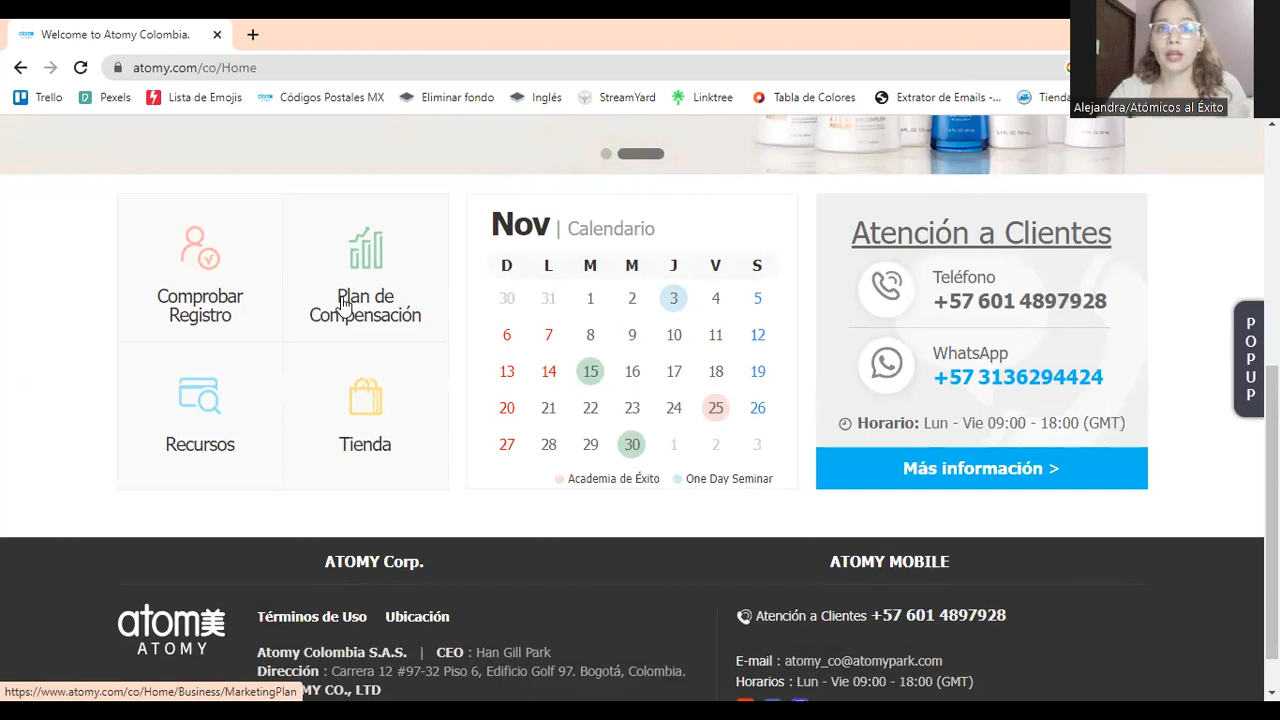 Welcome to Atomy Colombia.
atomy.com/co/Home
Trello
Pexels
Lista de Emojis
Códigos Postales MX
Eliminar fondo
Inglés
StreamYard
Linktree
Tabla de Colores
Extrator de Emails -...
Tienda
Alejandra/Atómicos al Éxito
Comprobar
Registro
Plan de
Compensación
Recursos
Tienda
Nov | Calendario
D L M M J V S
30 31 1 2 3 4 5
6 7 8 9 10 11 12
13 14 15 16 17 18 19
20 21 22 23 24 25 26
27 28 29 30 1 2 3
Academia de Éxito One Day Seminar
Atención a Clientes
Teléfono
+57 601 4897928
WhatsApp
+57 3136294424
Horario: Lun - Vie 09:00 - 18:00 (GMT)
Más información >
POPUP
ATOMY Corp.
ATOMY MOBILE
atom美
ATOMY
Términos de Uso Ubicación
Atomy Colombia S.A.S. | CEO : Han Gill Park
Dirección : Carrera 12 #97-32 Piso 6, Edificio Golf 97. Bogotá, Colombia.
MY CO., LTD
Atención a Clientes +57 601 4897928
E-mail : atomy_co@atomypark.com
Horarios : Lun - Vie 09:00 - 18:00 (GMT)
https://www.atomy.com/co/Home/Business/MarketingPlan